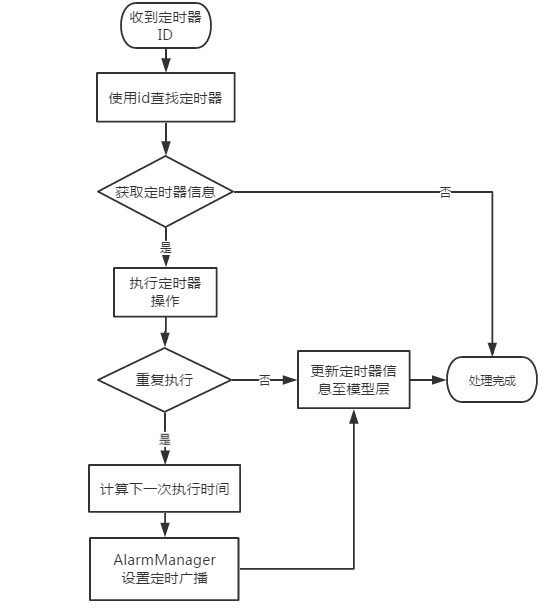 收到定时器
ID
使用id查找定时器
获取定时器信息
否
是
执行定时器
操作
重复执行
否
更新定时器信
息至模型层
处理完成
是
计算下一次执行时间
AlarmManager
设置定时广播